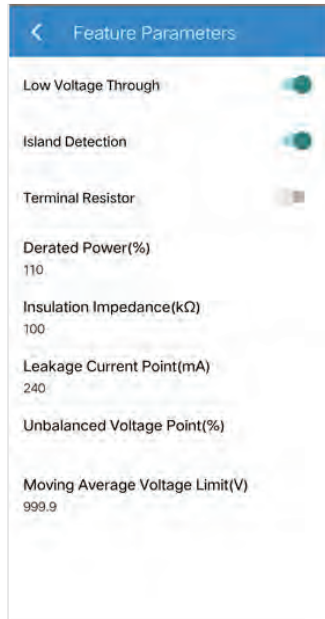 Feature Parameters
Low Voltage Through
Island Detection
Terminal Resistor
Derated Power(%)
110
Insulation Impedance(kΩ)
100
Leakage Current Point(mA)
240
Unbalanced Voltage Point(%)
Moving Average Voltage Limit(V)
999.9